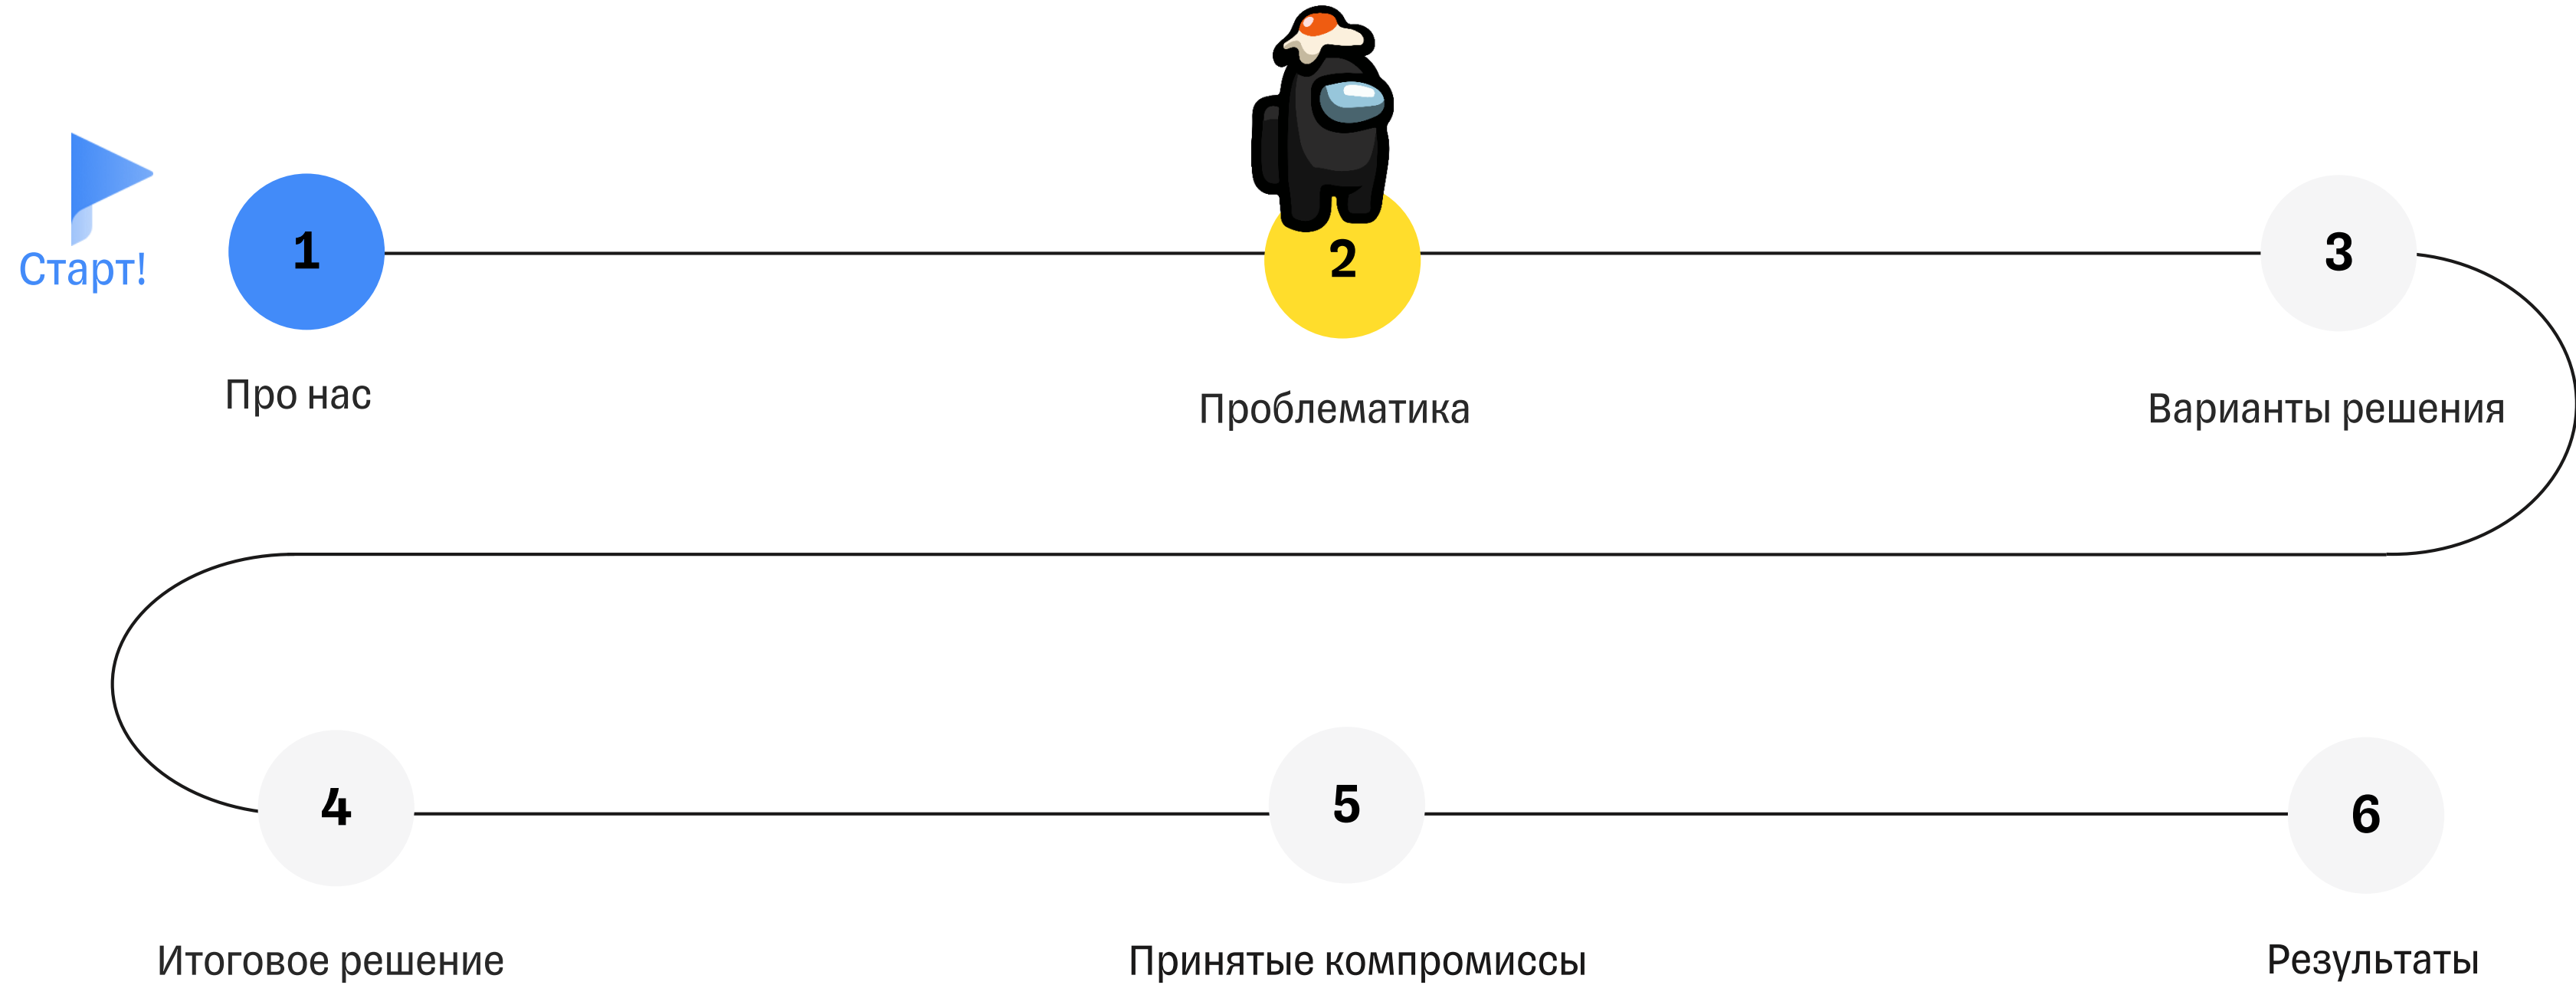 Старт!
1
2
3
Про нас
Проблематика
Варианты решения
4
5
6
Итоговое решение
Принятые компромиссы
Результаты